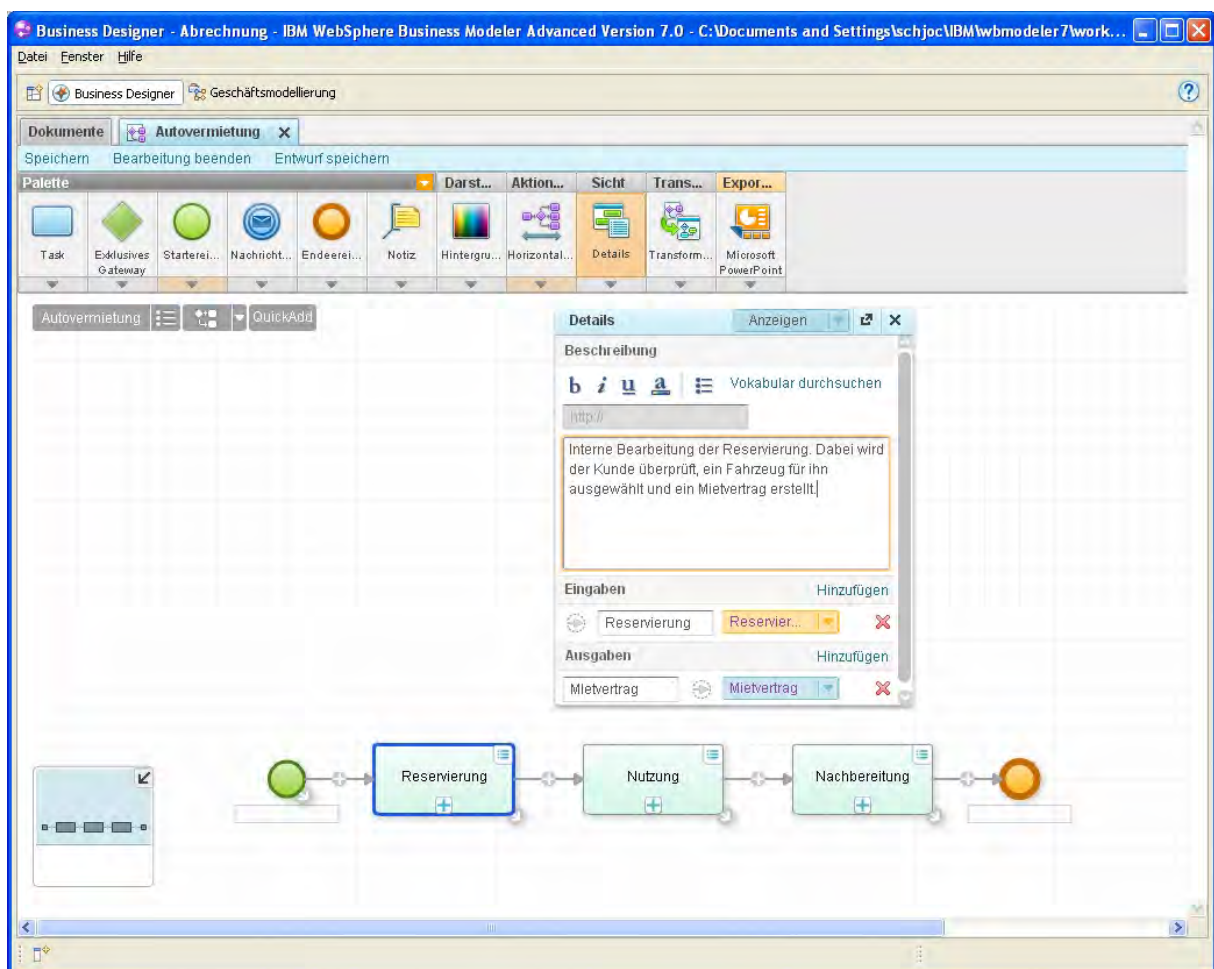 Business Designer - Abrechnung - IBM WebSphere Business Modeler Advanced Version 7.0 - C:\Documents and Settings\schjoc\IBM\wbmodeler7\work...
Datei Fenster Hilfe
Business Designer Geschäftsmodellierung
Dokumente Autovermietung
Speichern Bearbeitung beenden Entwurf speichern
Palette Darst... Aktion... Sicht Trans... Expor...
Task Exklusives Gateway Starterei... Nachricht... Endeerei... Notiz Hintergru... Horizontal... Details Transform... Microsoft PowerPoint
Autovermietung QuickAdd
Details Anzeigen
Beschreibung
b i u a Vokabular durchsuchen
http://
Interne Bearbeitung der Reservierung. Dabei wird
der Kunde überprüft, ein Fahrzeug für ihn
ausgewählt und ein Mietvertrag erstellt.
Eingaben Hinzufügen
Reservierung Reservier...
Ausgaben Hinzufügen
Mietvertrag Mietvertrag
Reservierung Nutzung Nachbereitung